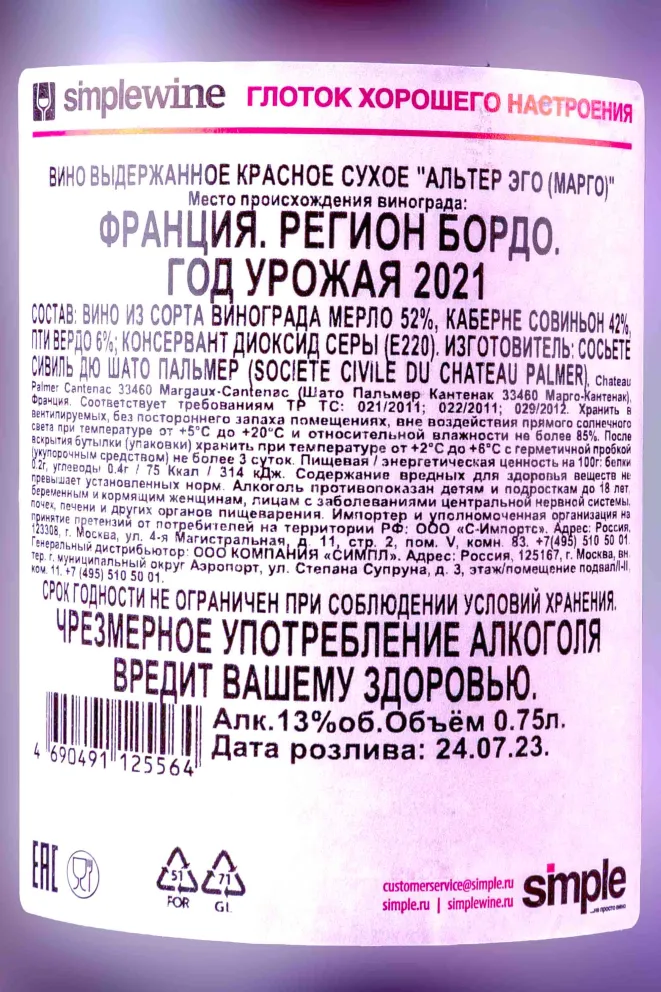 simplewine ГЛОТОК ХОРОШЕГО НАСТРОЕНИЯ
ВИНО ВЫДЕРЖАННОЕ КРАСНОЕ СУХОЕ "АЛЬТЕР ЭГО (МАРГО)"
Место происхождения винограда:
ФРАНЦИЯ. РЕГИОН БОРДО.
ГОД УРОЖАЯ 2021
СОСТАВ: ВИНО ИЗ СОРТА ВИНОГРАДА МЕРЛО 52%, КАБЕРНЕ СОВИНЬОН 42%,
ПТИ ВЕРДО 6%; КОНСЕРВАНТ ДИОКСИД СЕРЫ (E220). ИЗГОТОВИТЕЛЬ: СОСЬЕТЕ
СИВИЛЬ ДЮ ШАТО ПАЛЬМЕР (SOCIETE CIVILE DU CHATEAU PALMER), Chateau
Palmer Cantenac 33460 Margaux-Cantenac (Шато Пальмер Кантенак 33460 Марго-Кантенак),
Франция. Соответствует требованиям ТР ТС: 021/2011; 022/2011; 029/2012. Хранить в
вентилируемых, без постороннего запаха помещениях, вне воздействия прямого солнечного
света при температуре от +5°С до +20°С и относительной влажности не более 85%. После
вскрытия бутылки (упаковки) хранить при температуре от +2°С до +6°С с герметичной пробкой
(укупорочным средством) не более 3 суток. Пищевая / энергетическая ценность на 100г: белки
0.2г, углеводы 0.4г / 75 Ккал / 314 кДж. Содержание вредных для здоровья веществ не
превышает установленных норм. Алкоголь противопоказан детям и подросткам до 18 лет,
беременным и кормящим женщинам, лицам с заболеваниями центральной нервной системы,
почек, печени и других органов пищеварения. Импортер и уполномоченная организация на
принятие претензий от потребителей на территории РФ: ООО «С-Импортс». Адрес: Россия,
123308, г. Москва, ул. 4-я Магистральная, д. 11, стр. 2, пом. V, комн. 83. +7(495) 510 50 01.
Генеральный дистрибьютор: ООО КОМПАНИЯ «СИМПЛ». Адрес: Россия, 125167, г. Москва, вн.
тер. г. муниципальный округ Аэропорт, ул. Степана Супруна, д. 3, этаж/помещение подвал/I-II,
ком. 11. +7 (495) 510 50 01.
СРОК ГОДНОСТИ НЕ ОГРАНИЧЕН ПРИ СОБЛЮДЕНИИ УСЛОВИЙ ХРАНЕНИЯ.
ЧРЕЗМЕРНОЕ УПОТРЕБЛЕНИЕ АЛКОГОЛЯ
ВРЕДИТ ВАШЕМУ ЗДОРОВЬЮ.
Алк.13%об.Объём 0.75л.
Дата розлива: 24.07.23.
4 690491 125564
EAC
51 71
FOR GL
customerservice@simple.ru
simple.ru | simplewine.ru
simple
...не просто вино